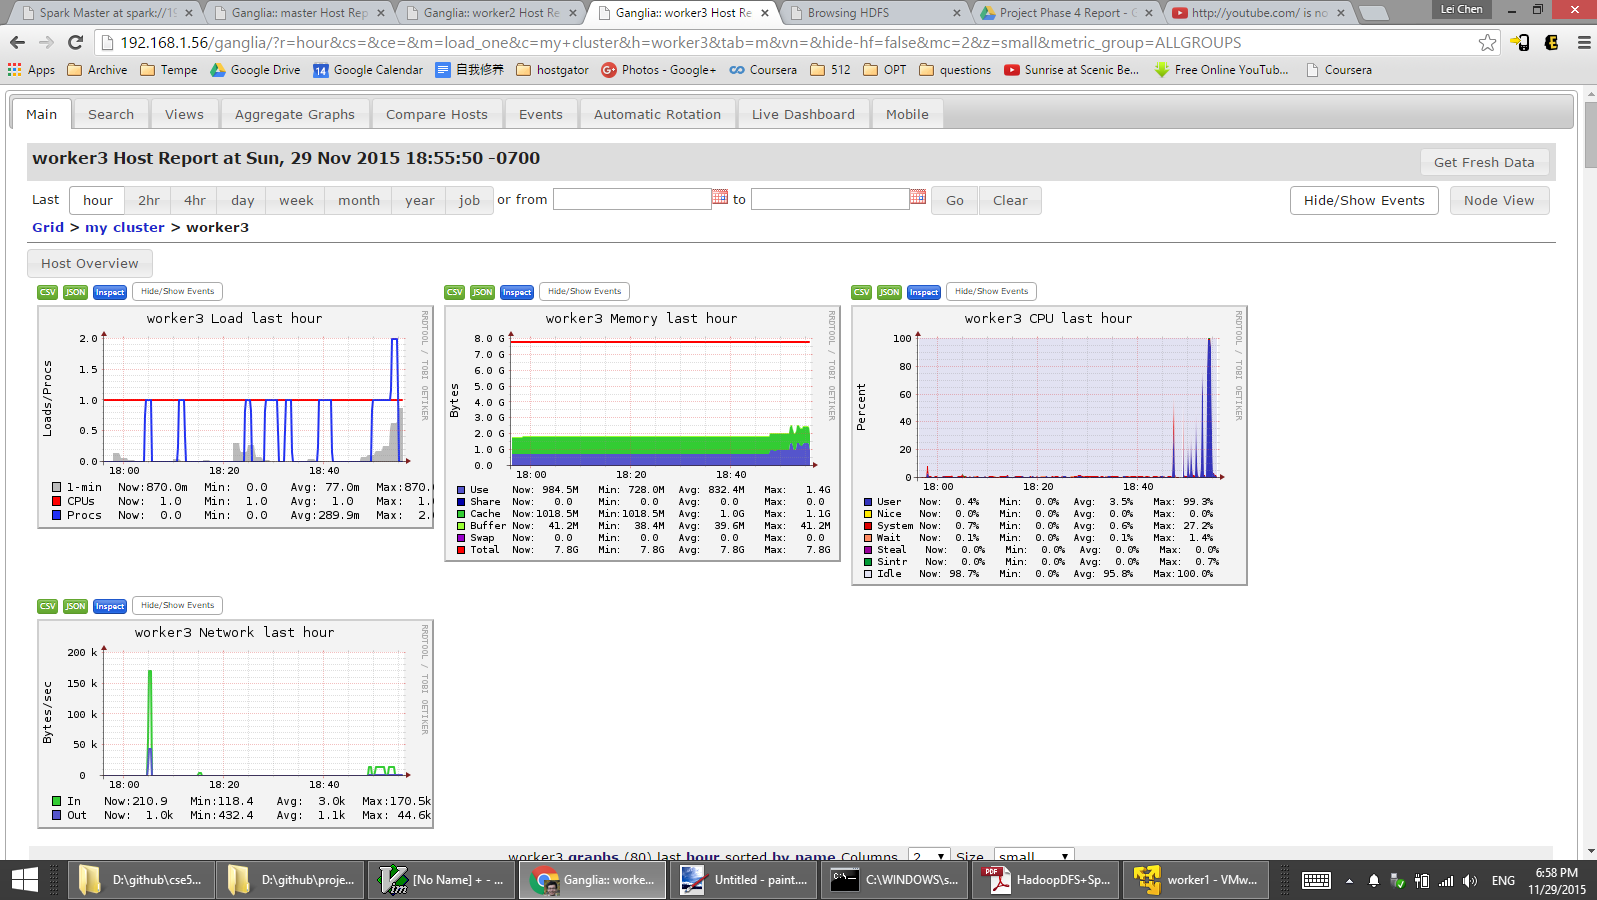 Spark Master at spark://19
Ganglia:: master Host Rep
Ganglia:: worker2 Host Re
Ganglia:: worker3 Host Re
Browsing HDFS
Project Phase 4 Report - G
http://youtube.com/ is no
Lei Chen
192.168.1.56/ganglia/?r=hour&cs=&ce=&m=load_one&c=my+cluster&h=worker3&tab=m&vn=&hide-hf=false&mc=2&z=small&metric_group=ALLGROUPS
Apps Archive Tempe Google Drive Google Calendar 自我修养 hostgator Photos - Google+ Coursera 512 OPT questions Sunrise at Scenic Be... Free Online YouTub... Coursera
Main Search Views Aggregate Graphs Compare Hosts Events Automatic Rotation Live Dashboard Mobile
worker3 Host Report at Sun, 29 Nov 2015 18:55:50 -0700
Get Fresh Data
Last hour 2hr 4hr day week month year job or from to Go Clear
Hide/Show Events Node View
Grid > my cluster > worker3
Host Overview
CSV JSON Inspect Hide/Show Events
worker3 Load last hour
RRDTOOL / TOBI OETIKER
Loads/Procs
2.0
1.5
1.0
0.5
0.0
18:00 18:20 18:40
1-min Now:870.0m Min: 0.0 Avg: 77.0m Max:870.
CPUs Now: 1.0 Min: 1.0 Avg: 1.0 Max: 1.
Procs Now: 0.0 Min: 0.0 Avg:289.9m Max: 2.
CSV JSON Inspect Hide/Show Events
worker3 Memory last hour
RRDTOOL / TOBI OETIKER
Bytes
8.0 G
7.0 G
6.0 G
5.0 G
4.0 G
3.0 G
2.0 G
1.0 G
0.0
18:00 18:20 18:40
Use Now: 984.5M Min: 728.0M Avg: 832.4M Max: 1.4G
Share Now: 0.0 Min: 0.0 Avg: 0.0 Max: 0.0
Cache Now:1018.5M Min:1018.5M Avg: 1.0G Max: 1.1G
Buffer Now: 41.2M Min: 38.4M Avg: 39.6M Max: 41.2M
Swap Now: 0.0 Min: 0.0 Avg: 0.0 Max: 0.0
Total Now: 7.8G Min: 7.8G Avg: 7.8G Max: 7.8G
CSV JSON Inspect Hide/Show Events
worker3 CPU last hour
RRDTOOL / TOBI OETIKER
Percent
100
80
60
40
20
0
18:00 18:20 18:40
User Now: 0.4% Min: 0.0% Avg: 3.5% Max: 99.3%
Nice Now: 0.0% Min: 0.0% Avg: 0.0% Max: 0.0%
System Now: 0.7% Min: 0.0% Avg: 0.6% Max: 27.2%
Wait Now: 0.1% Min: 0.0% Avg: 0.1% Max: 1.4%
Steal Now: 0.0% Min: 0.0% Avg: 0.0% Max: 0.0%
Sintr Now: 0.0% Min: 0.0% Avg: 0.0% Max: 0.7%
Idle Now: 98.7% Min: 0.0% Avg: 95.8% Max:100.0%
CSV JSON Inspect Hide/Show Events
worker3 Network last hour
RRDTOOL / TOBI OETIKER
Bytes/sec
200 k
150 k
100 k
50 k
0
18:00 18:20 18:40
In Now:210.9 Min:118.4 Avg: 3.0k Max:170.5k
Out Now: 1.0k Min:432.4 Avg: 1.1k Max: 44.6k
worker3 graphs (80) last hour sorted by name Columns 2 Size small
D:\github\cse5...
D:\github\proje...
[No Name] + - ...
Ganglia:: worke...
Untitled - paint....
C:\WINDOWS\s...
HadoopDFS+Sp...
worker1 - VMw...
ENG
6:58 PM
11/29/2015